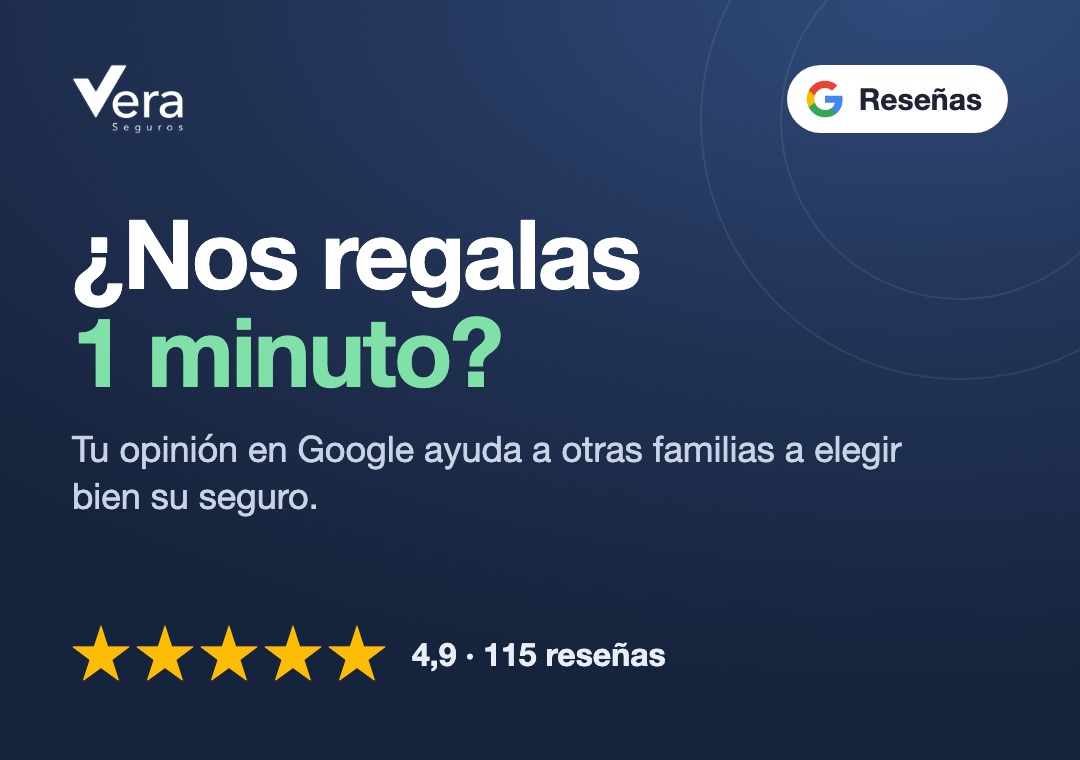 Vera
Seguros
Reseñas
¿Nos regalas
1 minuto?
Tu opinión en Google ayuda a otras familias a elegir
bien su seguro.
4,9 · 115 reseñas